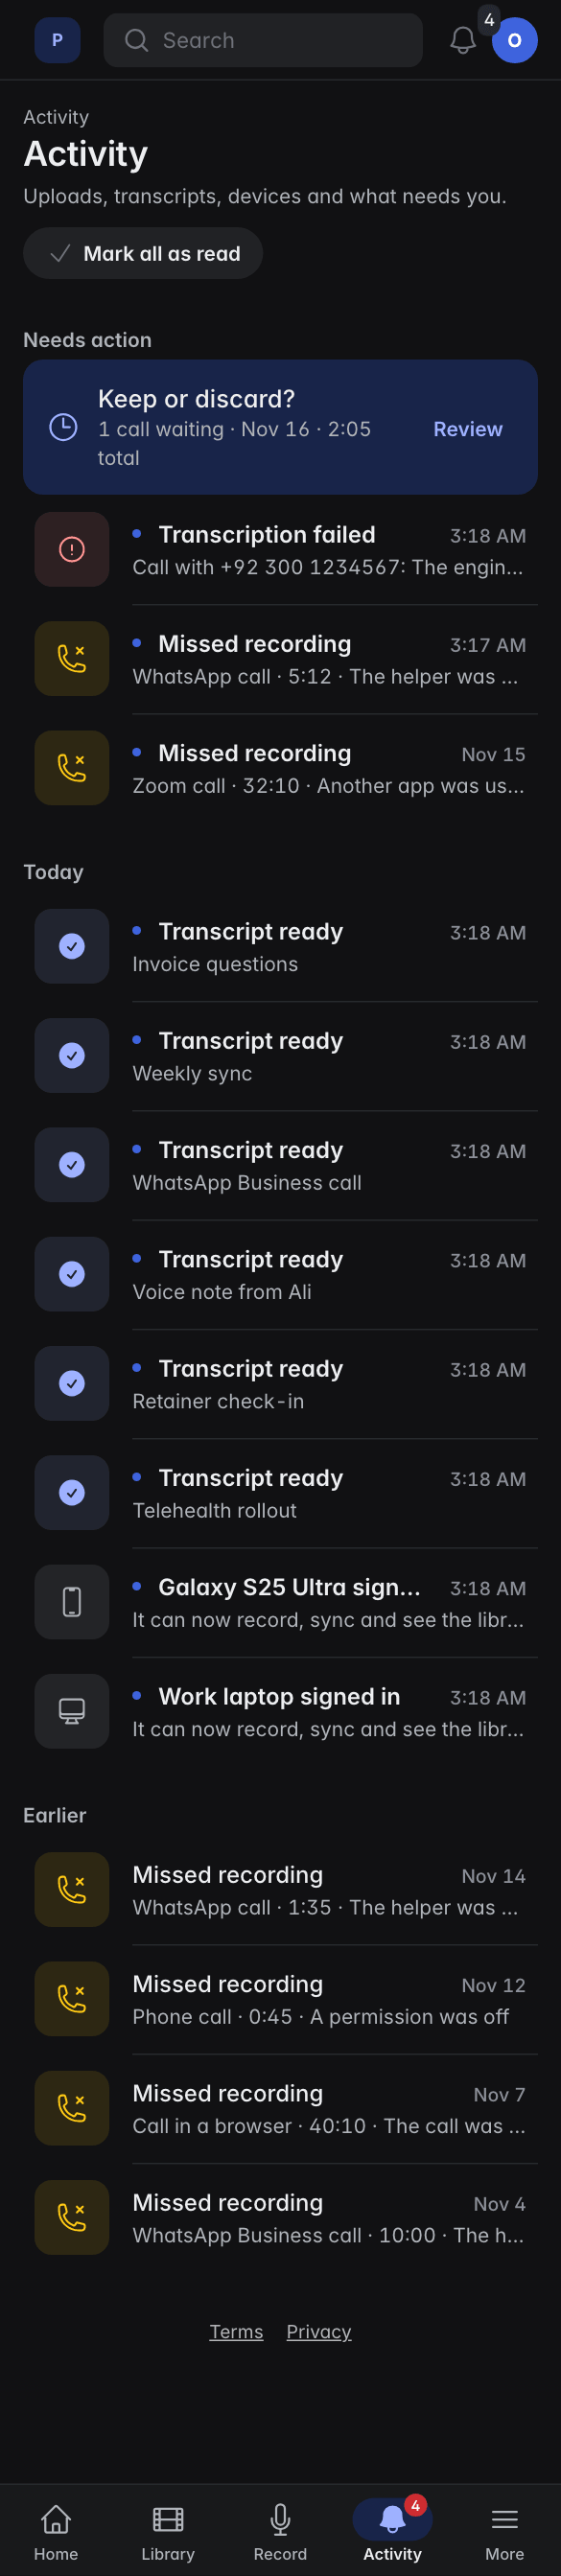 P
Search
4
O
Activity
Activity
Uploads, transcripts, devices and what needs you.
Mark all as read
Needs action
Keep or discard?
1 call waiting · Nov 16 · 2:05
total
Review
Transcription failed
3:18 AM
Call with +92 300 1234567: The engin...
Missed recording
3:17 AM
WhatsApp call · 5:12 · The helper was ...
Missed recording
Nov 15
Zoom call · 32:10 · Another app was us...
Today
Transcript ready
3:18 AM
Invoice questions
Transcript ready
3:18 AM
Weekly sync
Transcript ready
3:18 AM
WhatsApp Business call
Transcript ready
3:18 AM
Voice note from Ali
Transcript ready
3:18 AM
Retainer check-in
Transcript ready
3:18 AM
Telehealth rollout
Galaxy S25 Ultra sign...
3:18 AM
It can now record, sync and see the libr...
Work laptop signed in
3:18 AM
It can now record, sync and see the libr...
Earlier
Missed recording
Nov 14
WhatsApp call · 1:35 · The helper was ...
Missed recording
Nov 12
Phone call · 0:45 · A permission was off
Missed recording
Nov 7
Call in a browser · 40:10 · The call was ...
Missed recording
Nov 4
WhatsApp Business call · 10:00 · The h...
Terms
Privacy
4
Home
Library
Record
Activity
More